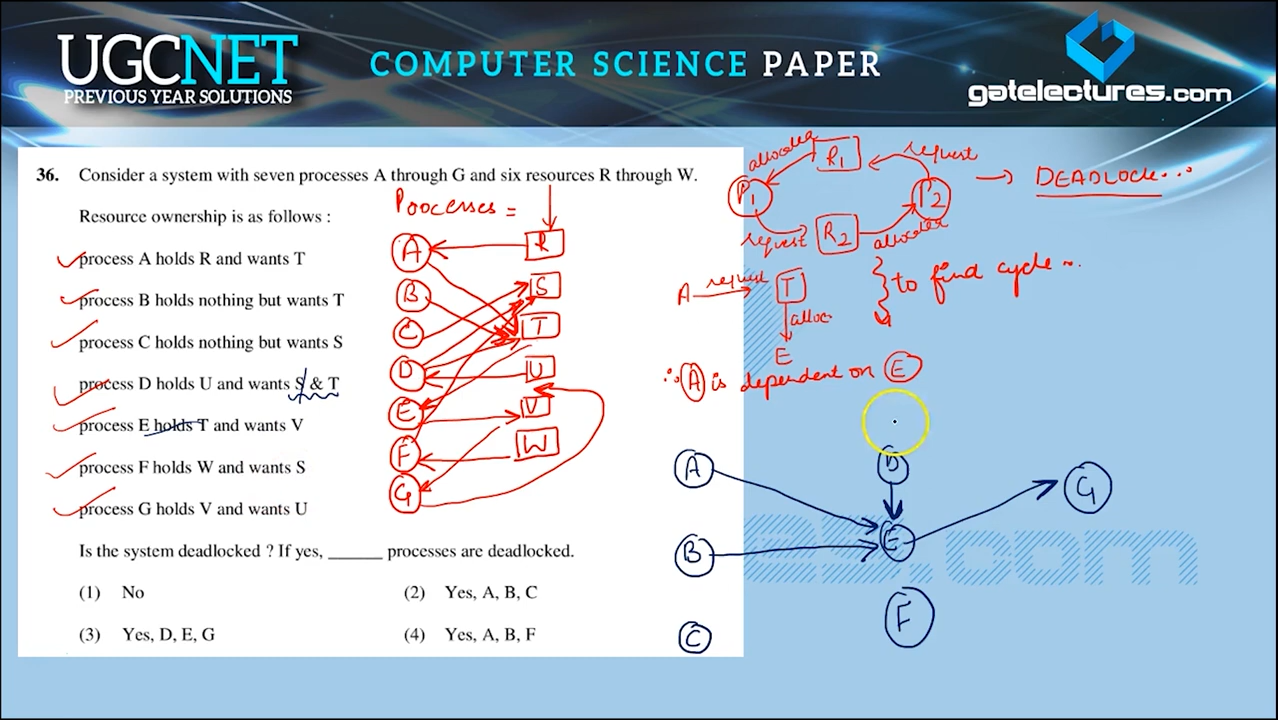 UGCNET
PREVIOUS YEAR SOLUTIONS
COMPUTER SCIENCE PAPER
gatelectures.com
36. Consider a system with seven processes A through G and six resources R through W.
Resource ownership is as follows :
process A holds R and wants T
process B holds nothing but wants T
process C holds nothing but wants S
process D holds U and wants S & T
process E holds T and wants V
process F holds W and wants S
process G holds V and wants U
Is the system deadlocked ? If yes, ______ processes are deadlocked.
(1) No
(2) Yes, A, B, C
(3) Yes, D, E, G
(4) Yes, A, B, F
Processes =
A
B
C
D
E
F
G
R
S
T
U
V
W
allocated
R1
request
P1
P2
request
R2
allocated
→ DEADLOCK...
A request T
alloc
E
to find cycle ..
∴ A is dependent on E
A
D
G
B
E
C
F
.com